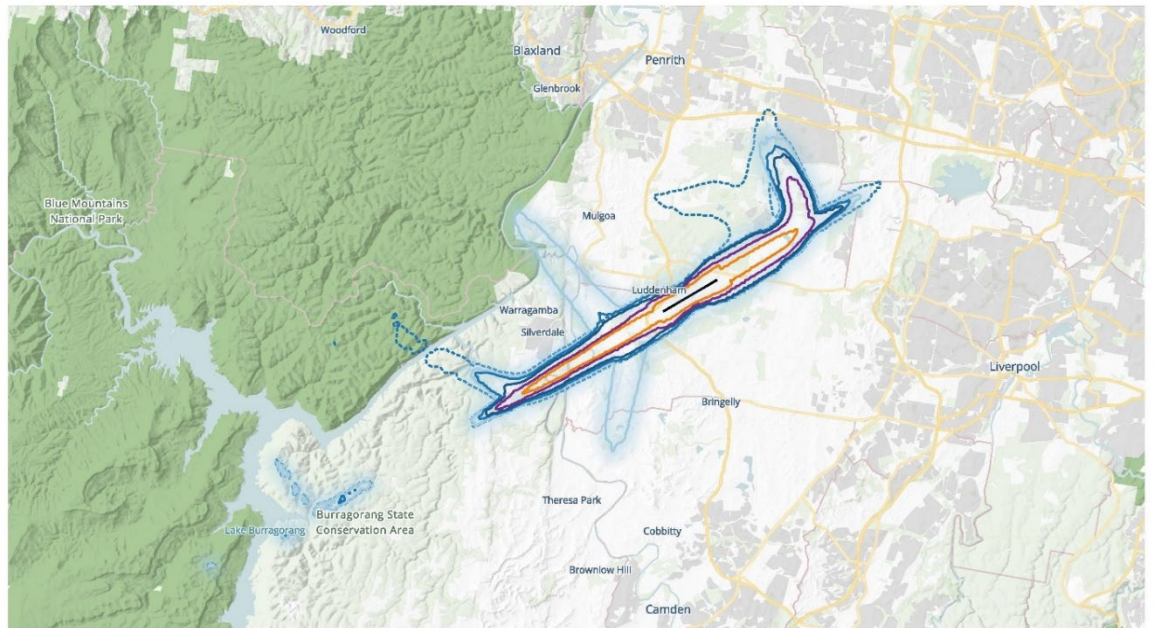 Woodford
Blaxland
Penrith
Glenbrook
Blue Mountains
National Park
Mulgoa
Luddenham
Warragamba
Silverdale
Liverpool
Bringelly
Theresa Park
Burragorang State
Conservation Area
Lake Burragorang
Cobbitty
Brownlow Hill
Camden